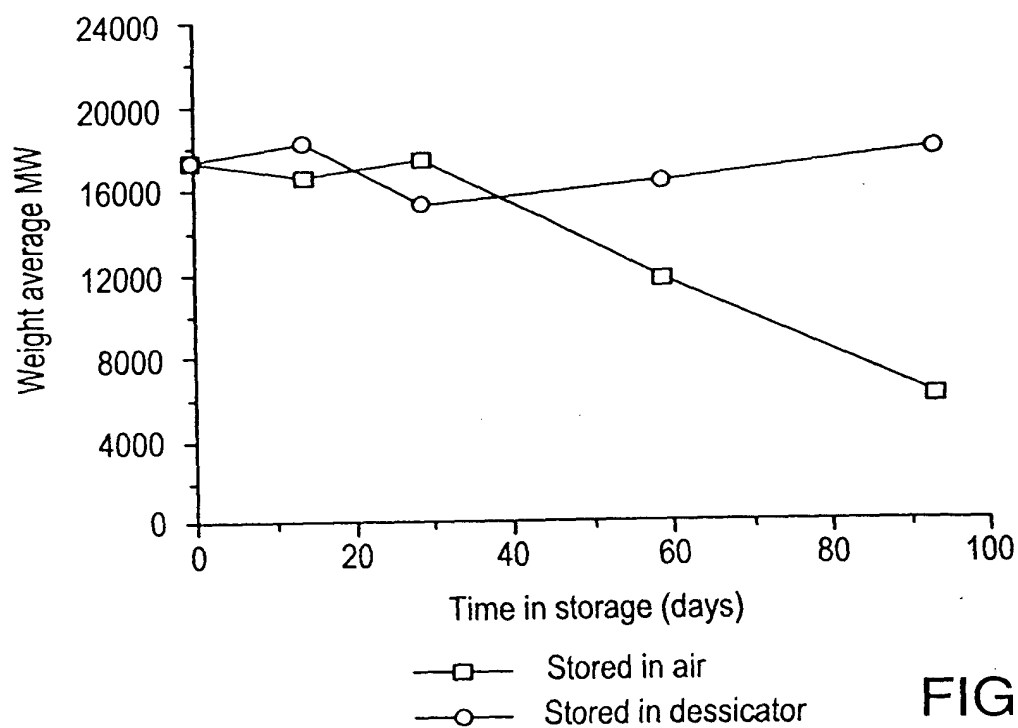 24000
20000
16000
12000
8000
4000
0
Weight average MW
0 20 40 60 80 100
Time in storage (days)
Stored in air
Stored in dessicator
FIG